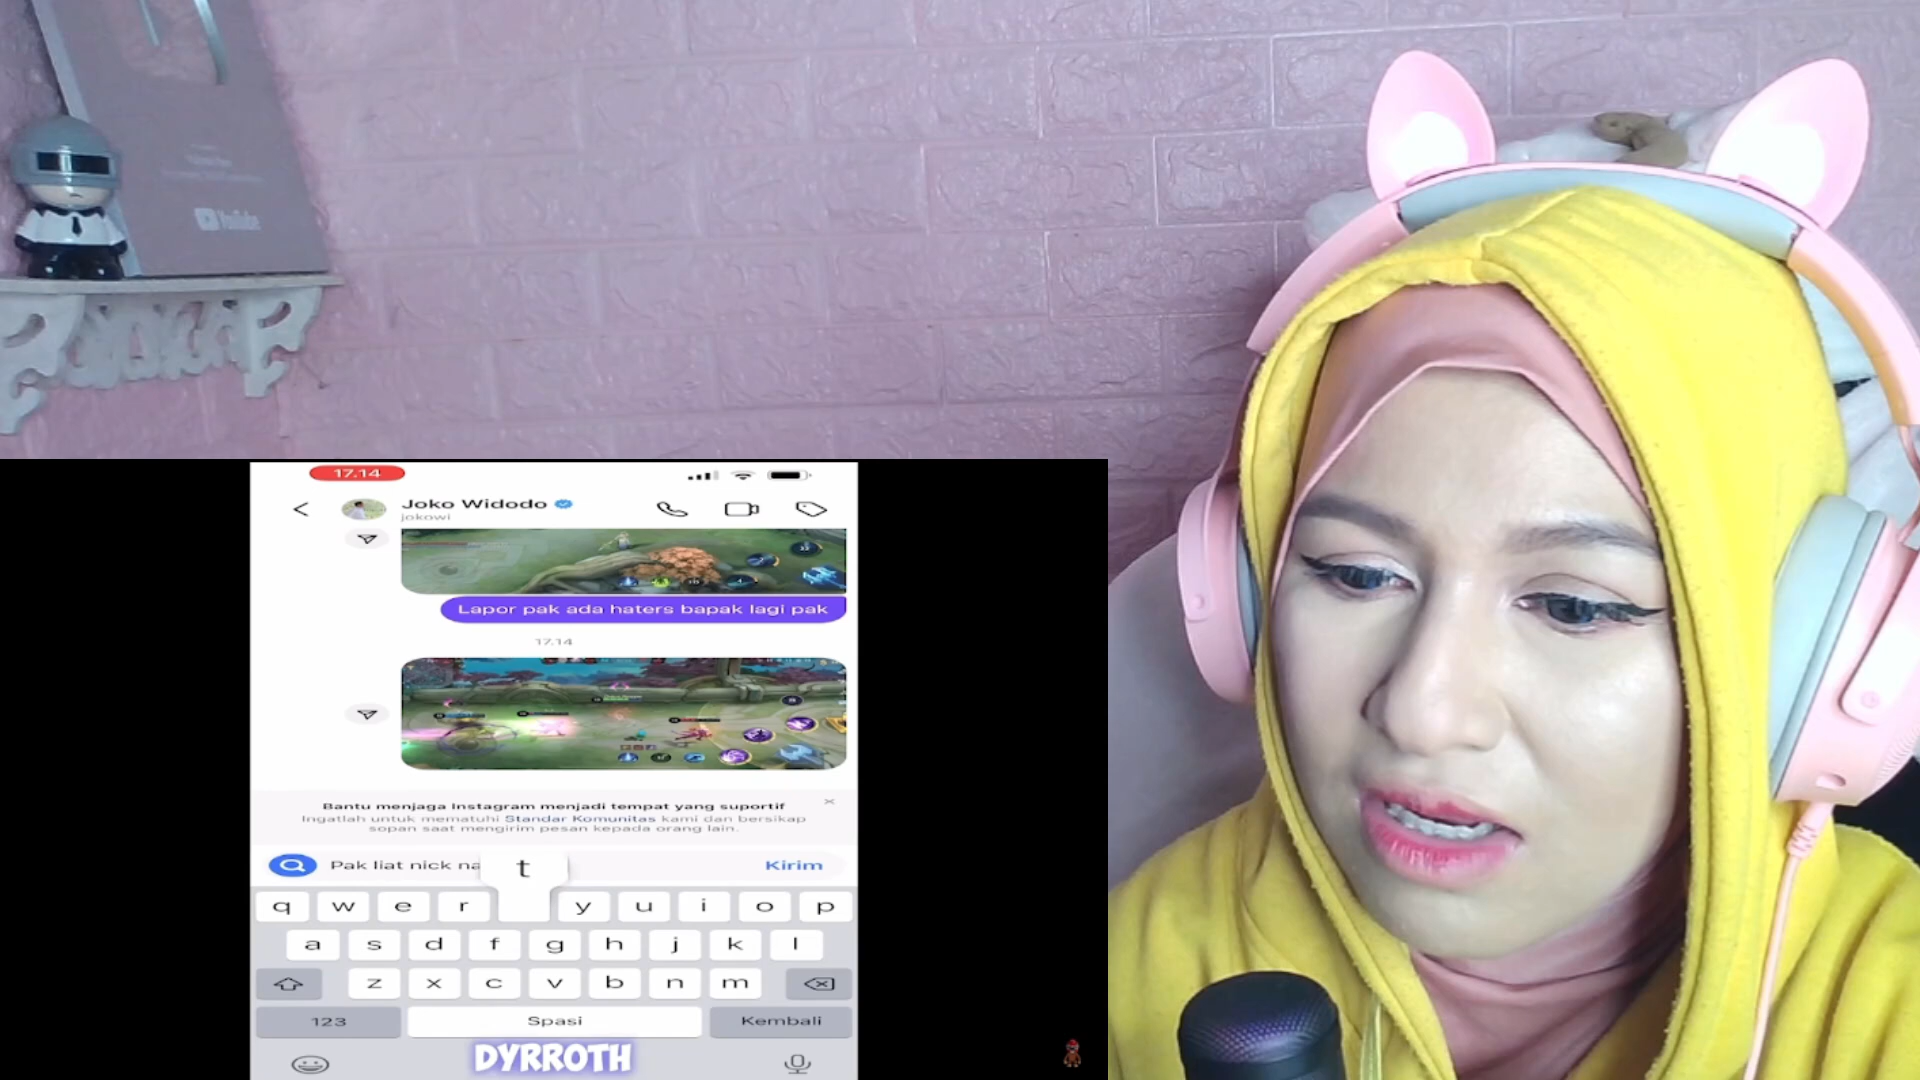 YouTube
17.14
Joko Widodo
jokowi
Lapor pak ada haters bapak lagi pak
17.14
Bantu menjaga Instagram menjadi tempat yang suportif
Ingatlah untuk mematuhi Standar Komunitas kami dan bersikap
sopan saat mengirim pesan kepada orang lain.
Pak liat nick na
t
Kirim
q w e r y u i o p
a s d f g h j k l
z x c v b n m
123 Spasi Kembali
DYRROTH